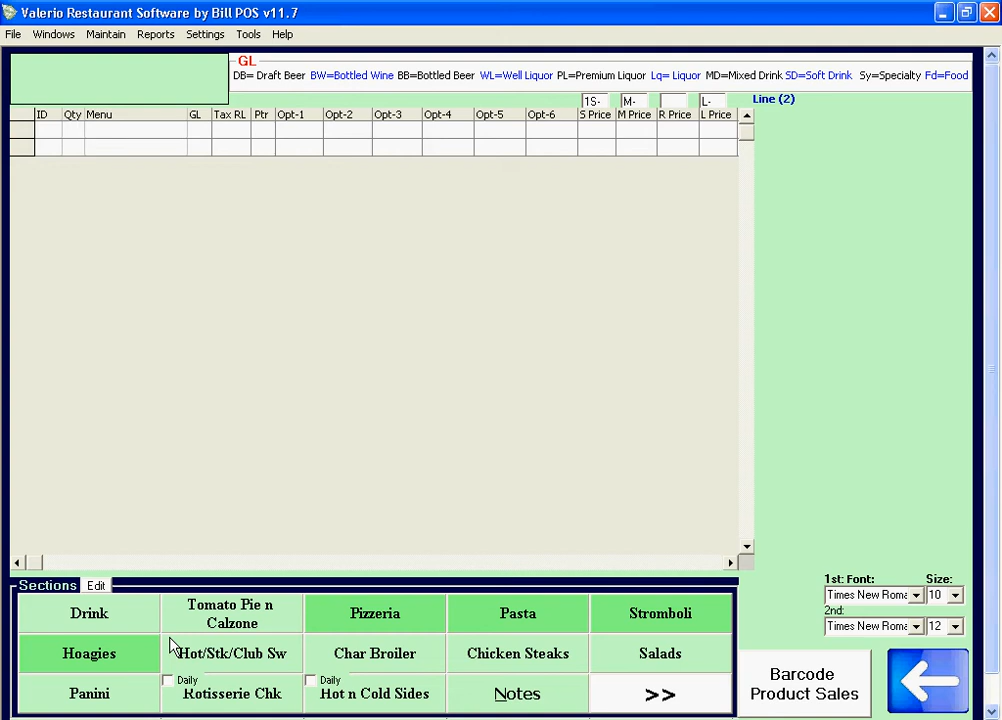 Valerio Restaurant Software by Bill POS v11.7
File Windows Maintain Reports Settings Tools Help
GL
DB= Draft Beer BW=Bottled Wine BB=Bottled Beer WL=Well Liquor PL=Premium Liquor Lq= Liquor MD=Mixed Drink SD=Soft Drink Sy=Specialty Fd=Food
1S- M- L- Line (2)
ID Qty Menu GL Tax RL Ptr Opt-1 Opt-2 Opt-3 Opt-4 Opt-5 Opt-6 S Price M Price R Price L Price
Sections Edit
Drink Tomato Pie n Calzone Pizzeria Pasta Stromboli
Hoagies Hot/Stk/Club Sw Char Broiler Chicken Steaks Salads
Daily Daily
Panini Rotisserie Chk Hot n Cold Sides Notes >>
1st: Font: Size:
Times New Roma 10
2nd:
Times New Roma 12
Barcode
Product Sales